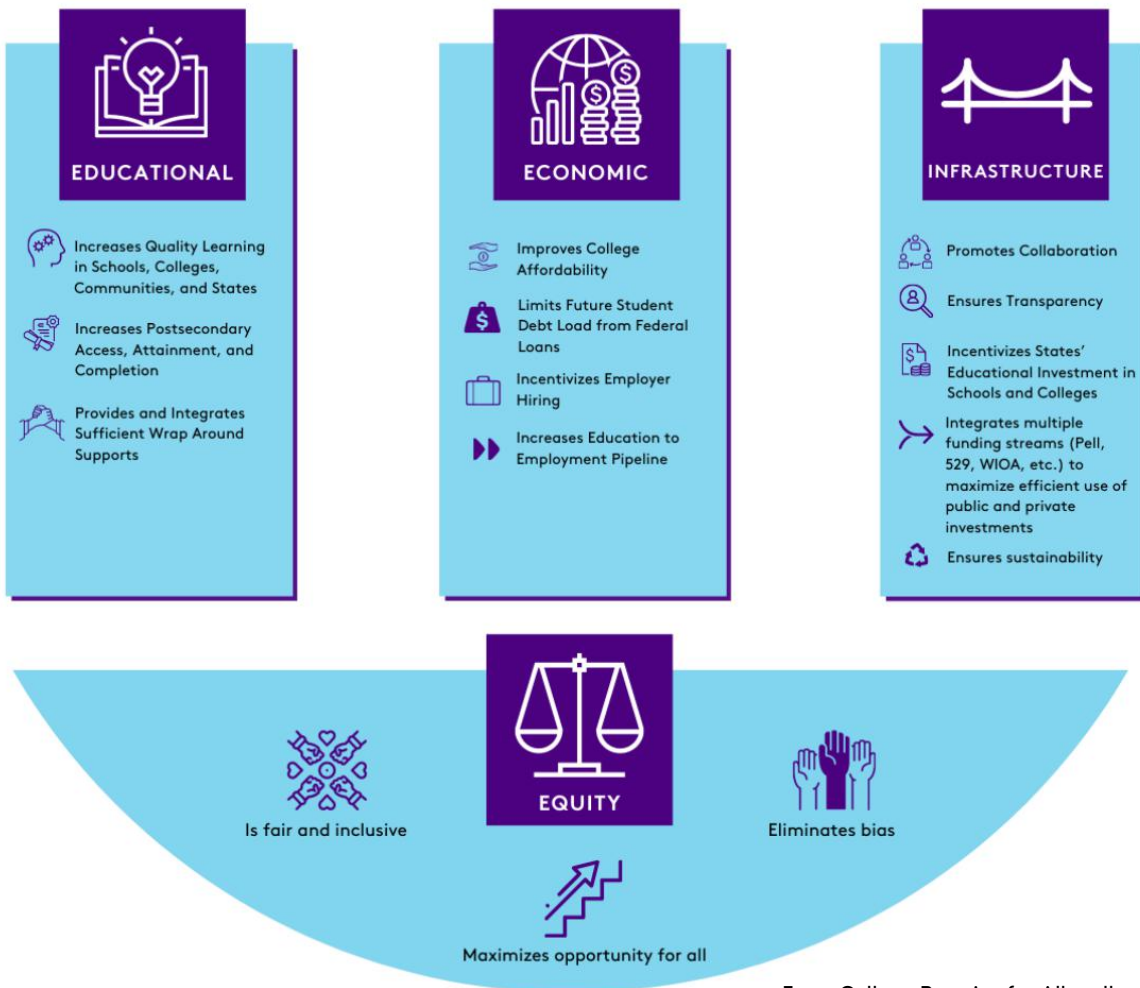 EDUCATIONAL
Increases Quality Learning
in Schools, Colleges,
Communities, and States
Increases Postsecondary
Access, Attainment, and
Completion
Provides and Integrates
Sufficient Wrap Around
Supports
ECONOMIC
Improves College
Affordability
Limits Future Student
Debt Load from Federal
Loans
Incentivizes Employer
Hiring
Increases Education to
Employment Pipeline
INFRASTRUCTURE
Promotes Collaboration
Ensures Transparency
Incentivizes States'
Educational Investment in
Schools and Colleges
Integrates multiple
funding streams (Pell,
529, WIOA, etc.) to
maximize efficient use of
public and private
investments
Ensures sustainability
EQUITY
Is fair and inclusive
Eliminates bias
Maximizes opportunity for all